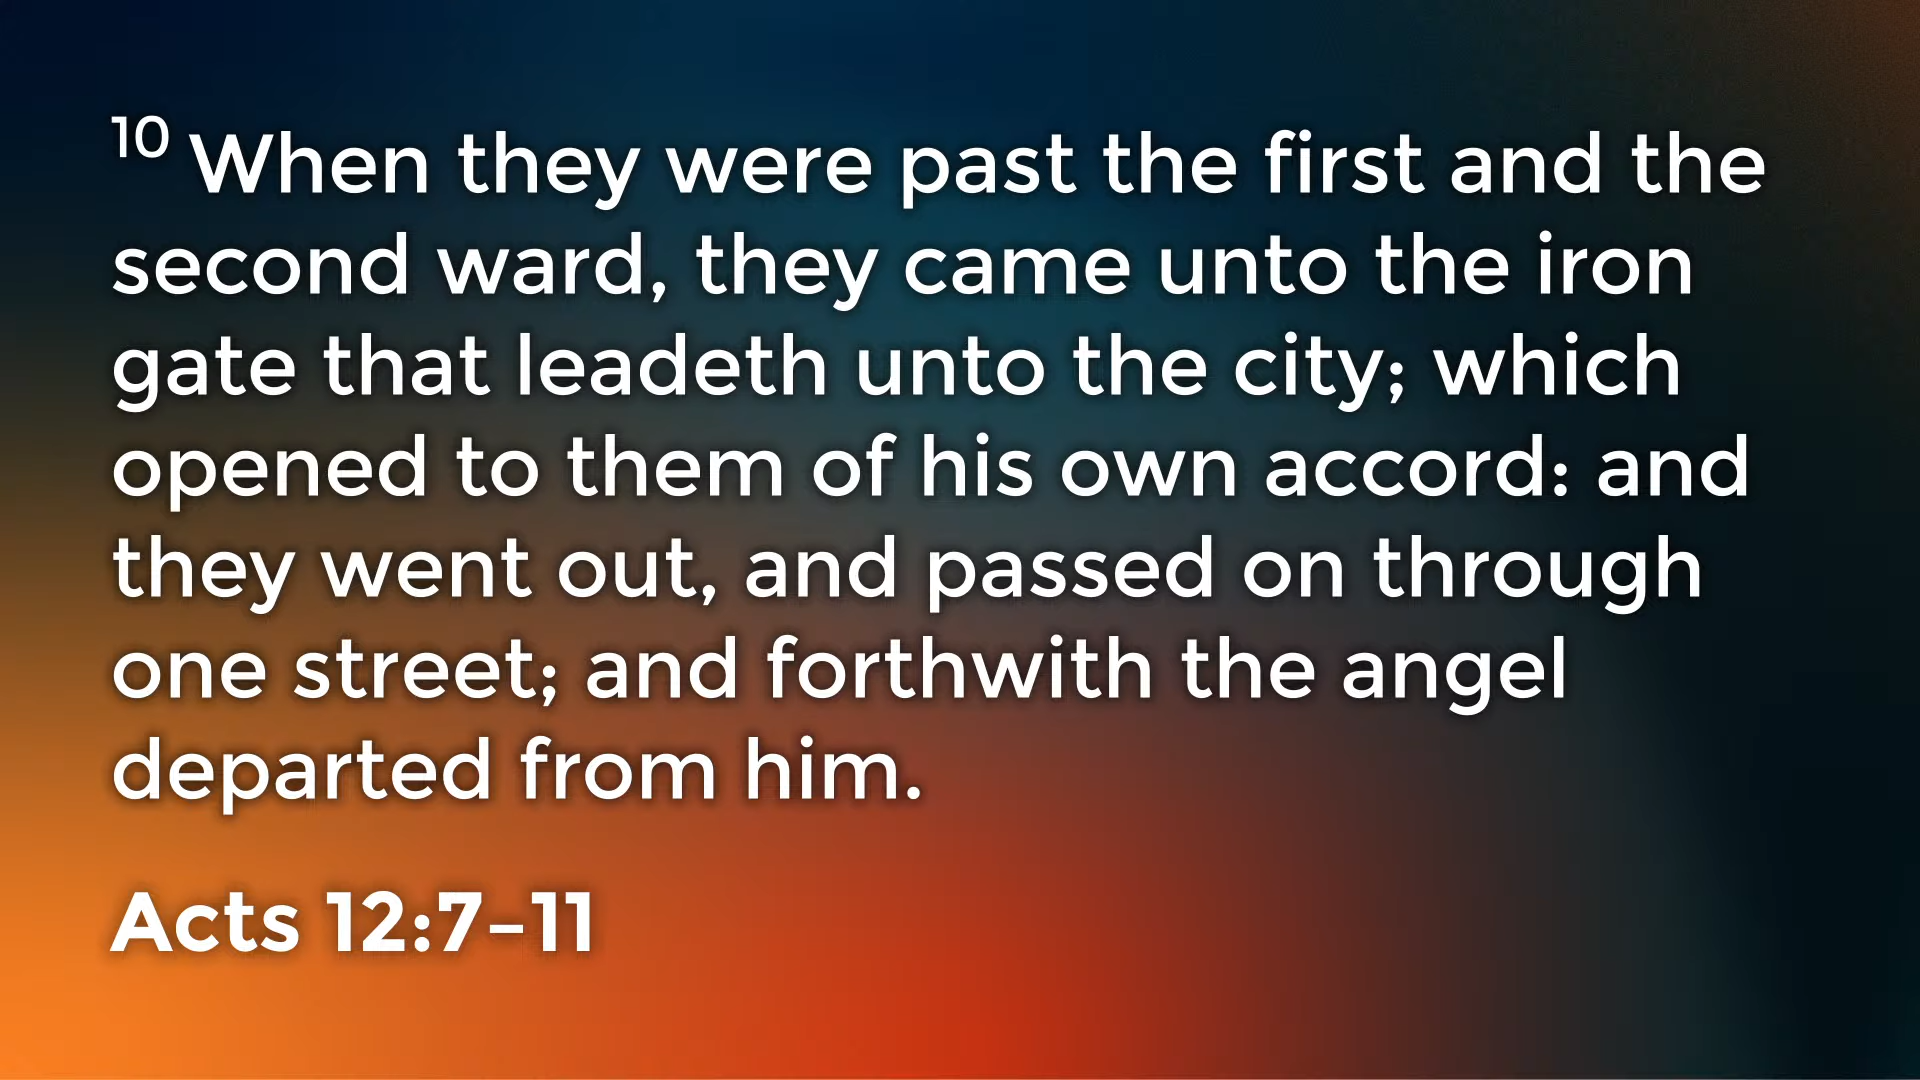 10 When they were past the first and the
second ward, they came unto the iron
gate that leadeth unto the city; which
opened to them of his own accord: and
they went out, and passed on through
one street; and forthwith the angel
departed from him.
Acts 12:7–11